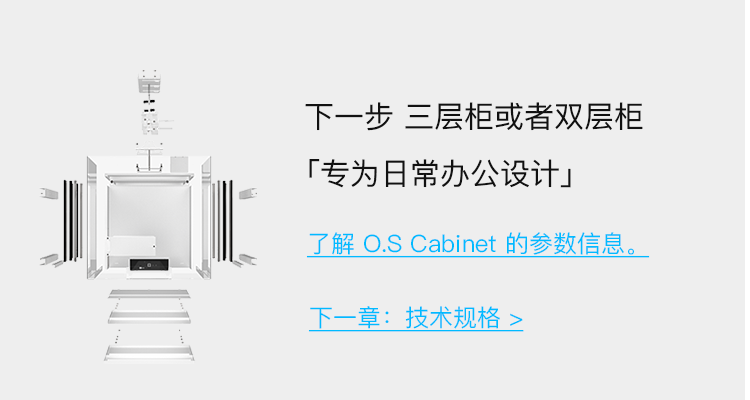 下一步 三层柜或者双层柜
「专为日常办公设计」
了解 O.S Cabinet 的参数信息。
下一章：技术规格 >